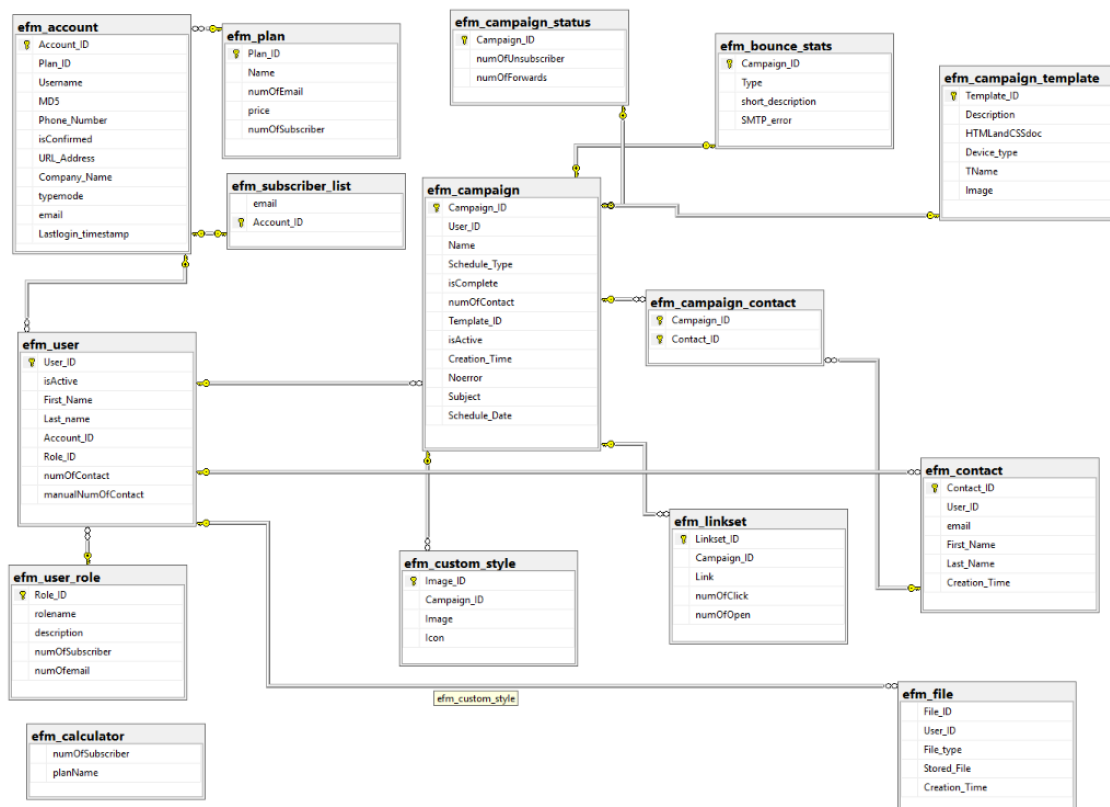 efm_account
Account_ID
Plan_ID
Username
MD5
Phone_Number
isConfirmed
URL_Address
Company_Name
typemode
email
Lastlogin_timestamp
efm_plan
Plan_ID
Name
numOfEmail
price
numOfSubscriber
efm_subscriber_list
email
Account_ID
efm_campaign_status
Campaign_ID
numOfUnsubscriber
numOfForwards
efm_bounce_stats
Campaign_ID
Type
short_description
SMTP_error
efm_campaign_template
Template_ID
Description
HTMLandCSSdoc
Device_type
TName
Image
efm_campaign
Campaign_ID
User_ID
Name
Schedule_Type
isComplete
numOfContact
Template_ID
isActive
Creation_Time
Noerror
Subject
Schedule_Date
efm_campaign_contact
Campaign_ID
Contact_ID
efm_user
User_ID
isActive
First_Name
Last_name
Account_ID
Role_ID
numOfContact
manualNumOfContact
efm_contact
Contact_ID
User_ID
email
First_Name
Last_Name
Creation_Time
efm_linkset
Linkset_ID
Campaign_ID
Link
numOfClick
numOfOpen
efm_custom_style
Image_ID
Campaign_ID
Image
Icon
efm_user_role
Role_ID
rolename
description
numOfSubscriber
numOfemail
efm_custom_style
efm_file
File_ID
User_ID
File_type
Stored_File
Creation_Time
efm_calculator
numOfSubscriber
planName